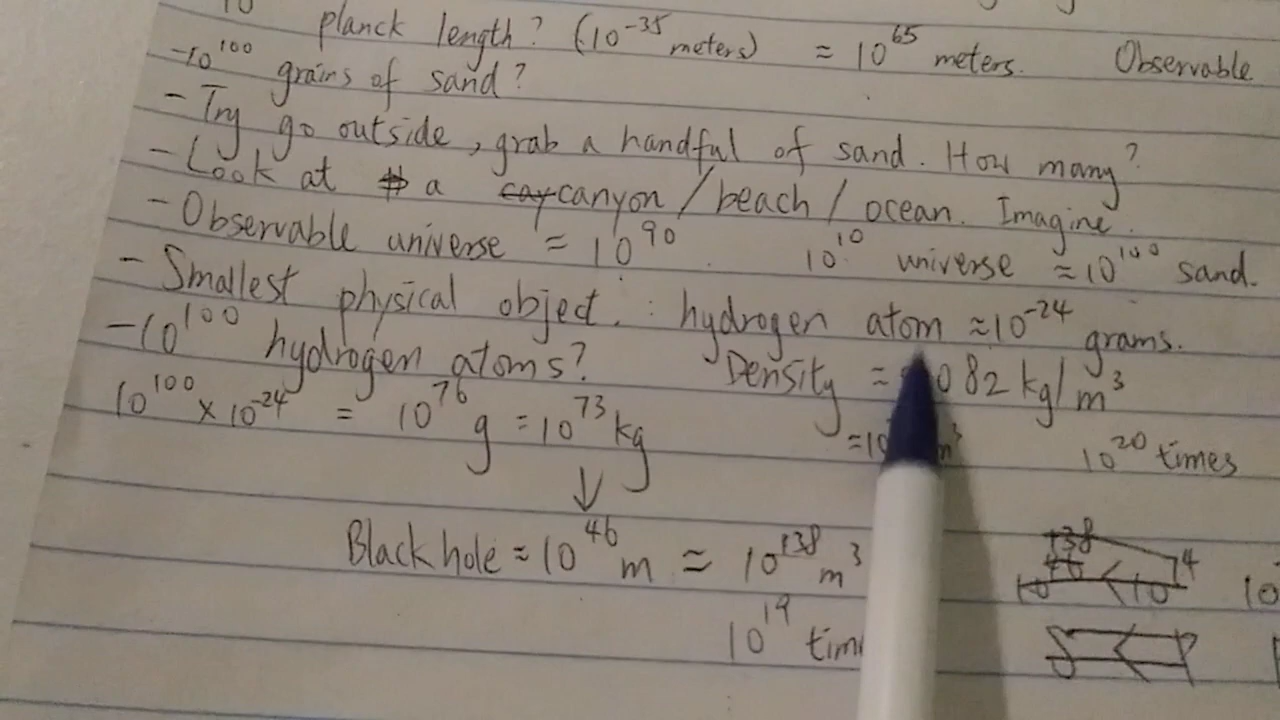 10
planck length? (10^-35 meters) = 10^65 meters. Observable
-10^100 grains of sand?
- Try go outside, grab a handful of sand. How many?
- Look at a canyon / beach / ocean. Imagine.
- Observable universe = 10^90. 10^10 universe ≈ 10^100 sand.
- Smallest physical object. : hydrogen atom ≈ 10^-24 grams.
- 10^100 hydrogen atoms? Density = 082 kg/m^3
10^100 × 10^-24 = 10^76 g = 10^73 kg = 10 m^3 10^20 times
↓
Black hole ≈ 10^46 m ≈ 10^138 m^3
10^19